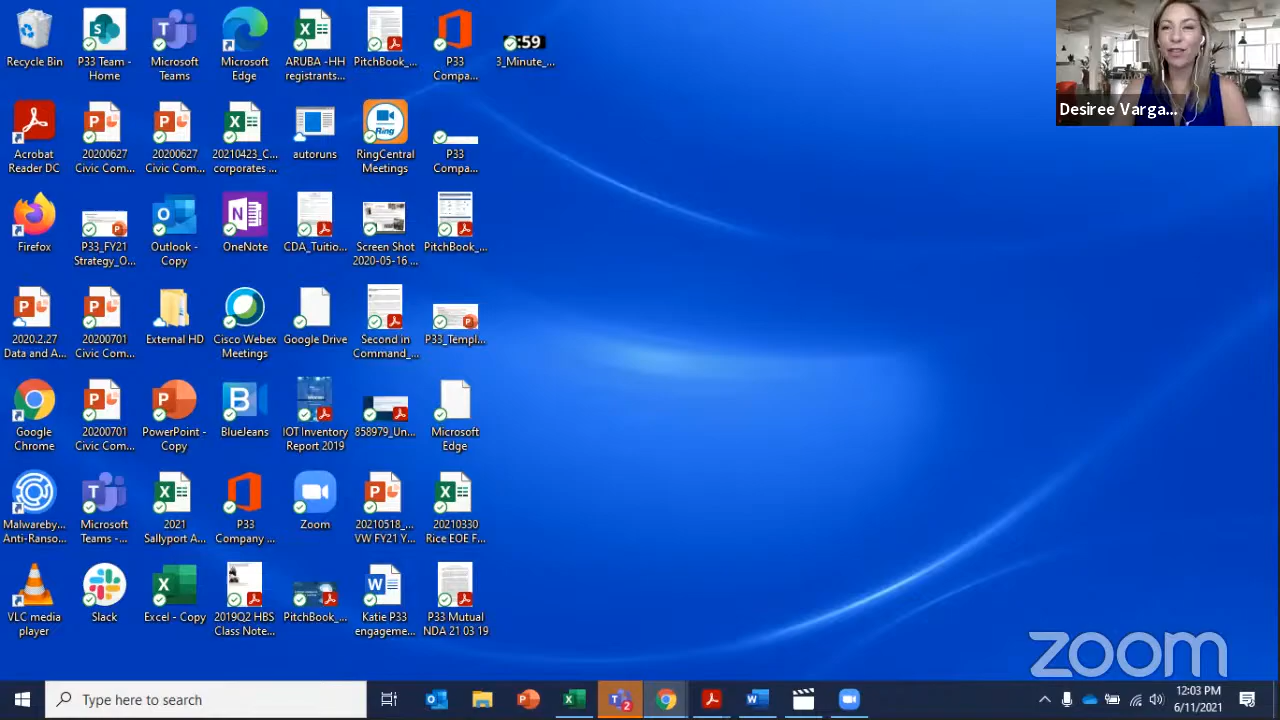 Recycle Bin
P33 Team -
Home
Microsoft
Teams
Microsoft
Edge
ARUBA -HH
registrants...
PitchBook_...
P33
Compa...
:59
3_Minute_...
Desiree Varga...
Acrobat
Reader DC
20200627
Civic Com...
20200627
Civic Com...
20210423_C...
corporates ...
autoruns
Ring
RingCentral
Meetings
P33
Compa...
Firefox
P33_FY21
Strategy_O...
Outlook -
Copy
OneNote
CDA_Tuitio...
Screen Shot
2020-05-16 ...
PitchBook_...
2020.2.27
Data and A...
20200701
Civic Com...
External HD
Cisco Webex
Meetings
Google Drive
Second in
Command_...
P33_Templ...
Google
Chrome
20200701
Civic Com...
PowerPoint -
Copy
BlueJeans
IOT Inventory
Report 2019
858979_Un...
Microsoft
Edge
Malwareby...
Anti-Ranso...
Microsoft
Teams -...
2021
Sallyport A...
P33
Company ...
Zoom
20210518_...
VW FY21 Y...
20210330
Rice EOE F...
VLC media
player
Slack
Excel - Copy
2019Q2 HBS
Class Note...
PitchBook_...
Katie P33
engageme...
P33 Mutual
NDA 21 03 19
zoom
Type here to search
2
12:03 PM
6/11/2021